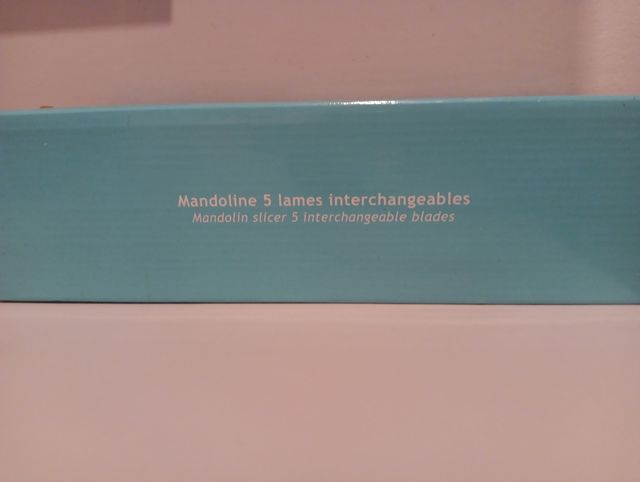 Mandoline 5 lames interchangeables
Mandolin slicer 5 interchangeable blades